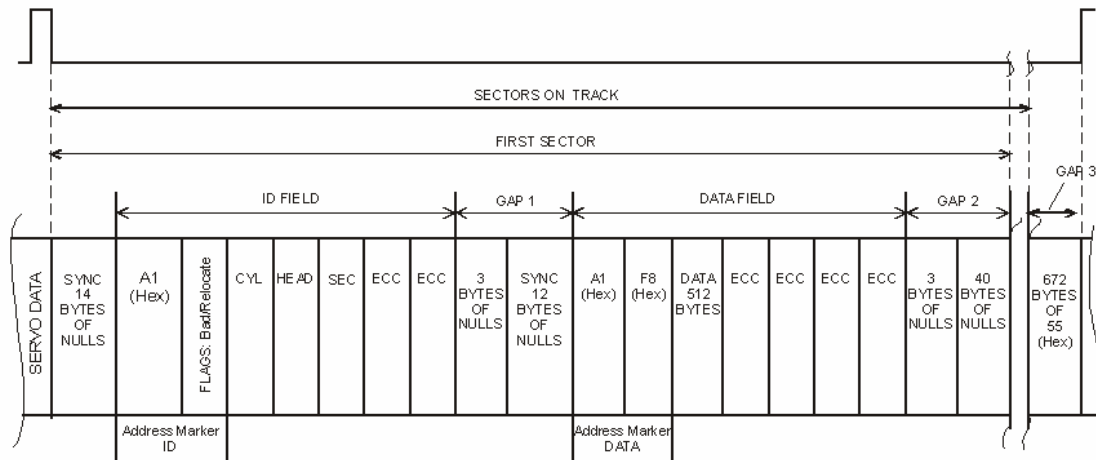 SECTORS ON TRACK
FIRST SECTOR
GAP 3
ID FIELD
GAP 1
DATA FIELD
GAP 2
SERVO DATA
SYNC
14
BYTES
OF
NULLS
A1
(Hex)
FLAGS: Bad/Relocate
CYL
HEAD
SEC
ECC
ECC
3
BYTES
OF
NULLS
SYNC
12
BYTES
OF
NULLS
A1
(Hex)
F8
(Hex)
DATA
512
BYTES
ECC
ECC
ECC
ECC
3
BYTES
OF
NULLS
40
BYTES
OF
NULLS
672
BYTES
OF
55
(Hex)
Address Marker
ID
Address Marker
DATA